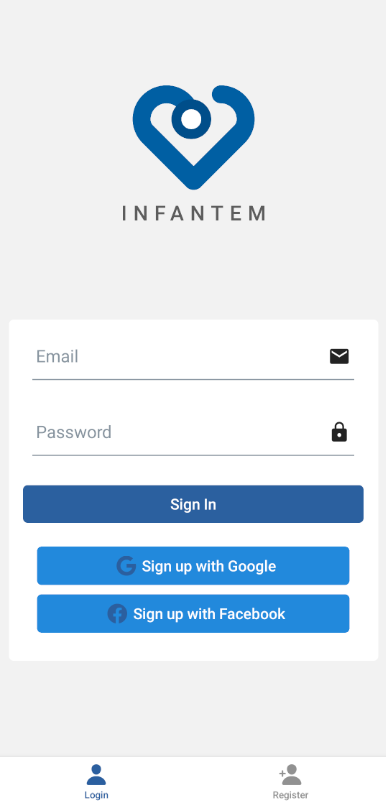 INFANTEM
Email
Password
Sign In
Sign up with Google
Sign up with Facebook
Login
Register